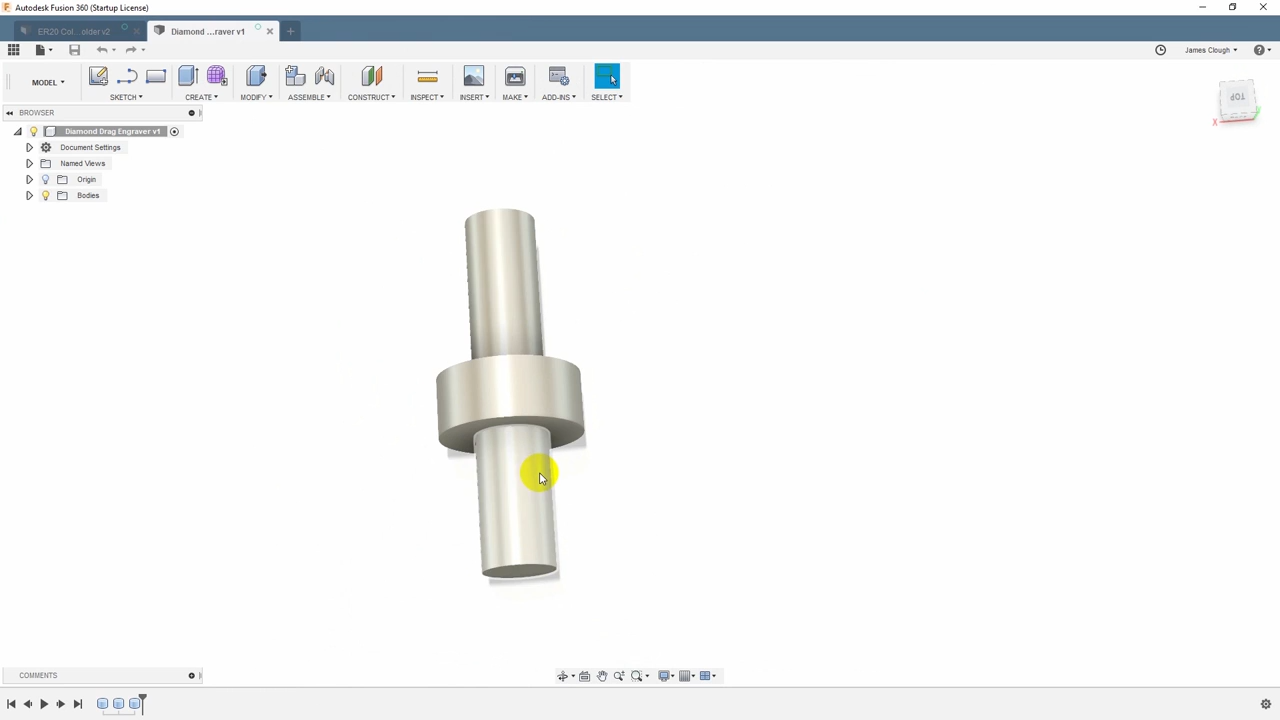 Autodesk Fusion 360 (Startup License)
ER20 Col...older v2
Diamond ...raver v1
James Clough
MODEL
SKETCH
CREATE
MODIFY
ASSEMBLE
CONSTRUCT
INSPECT
INSERT
MAKE
ADD-INS
SELECT
TOP
X
BROWSER
Diamond Drag Engraver v1
Document Settings
Named Views
Origin
Bodies
COMMENTS